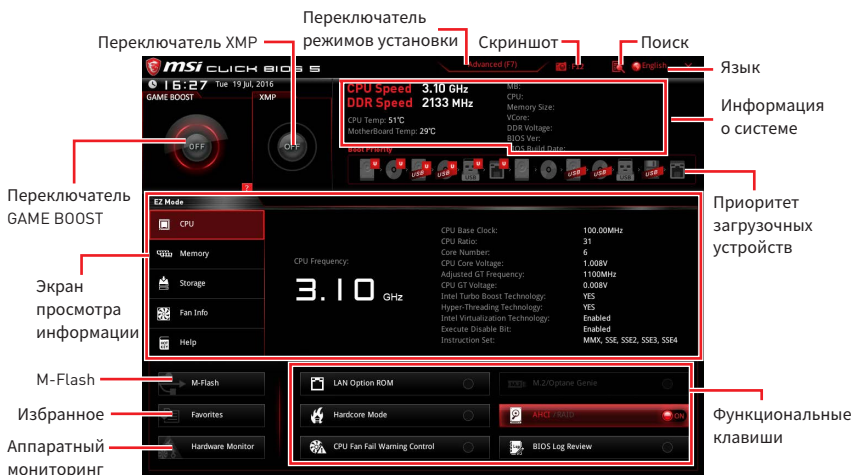 Переключатель
режимов установки
Переключатель XMP
Скриншот
Поиск
Язык
msi CLICK BIOS 5
Advanced (F7)
F12
English
X
16:27 Tue 19 Jul, 2016
GAME BOOST
XMP
OFF
OFF
CPU Speed 3.10 GHz
DDR Speed 2133 MHz
CPU Temp: 51°C
MotherBoard Temp: 29°C
MB:
CPU:
Memory Size:
VCore:
DDR Voltage:
BIOS Ver:
BIOS Build Date:
Boot Priority
U U USB U USB U USB U U USB USB USB USB
Информация
о системе
Переключатель
GAME BOOST
Приоритет
загрузочных
устройств
?
EZ Mode
CPU
Memory
Storage
Fan Info
Help
CPU Frequency:
3.10 GHz
CPU Base Clock: 100.00MHz
CPU Ratio: 31
Core Number: 6
CPU Core Voltage: 1.008V
Adjusted GT Frequency: 1100MHz
CPU GT Voltage: 0.008V
Intel Turbo Boost Technology: YES
Hyper-Threading Technology: YES
Intel Virtualization Technology: Enabled
Execute Disable Bit: Enabled
Instruction Set: MMX, SSE, SSE2, SSE3, SSE4
Экран
просмотра
информации
M-Flash
Избранное
Аппаратный
мониторинг
M-Flash
Favorites
Hardware Monitor
LAN Option ROM
M.2/Optane Genie
Hardcore Mode
AHCI /RAID ON
CPU Fan Fail Warning Control
BIOS Log Review
Функциональные
клавиши